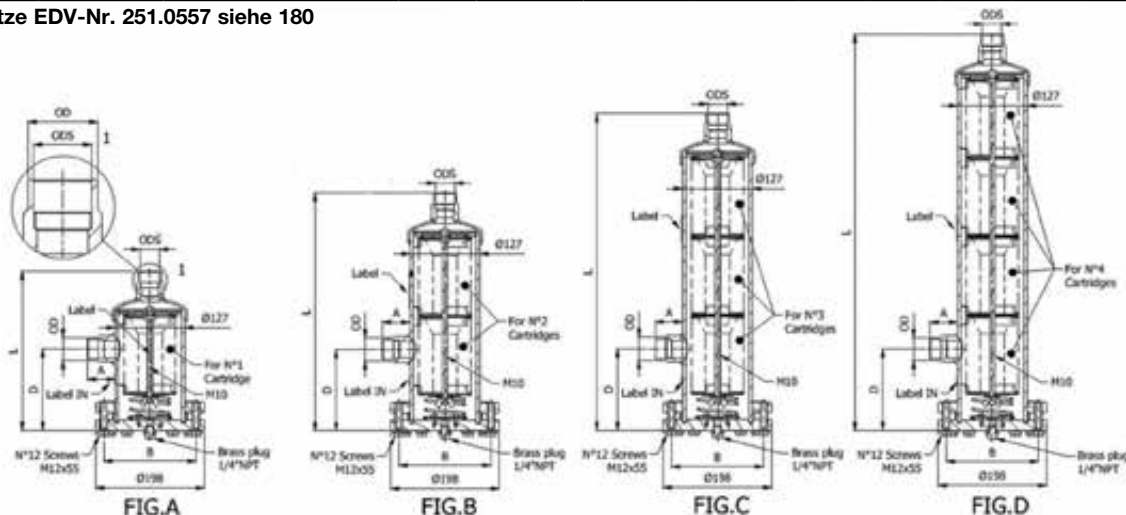 tze EDV-Nr. 251.0557 siehe 180
OD
ODS
1
ODS
1
Label
Ø127
OD
L
A
D
For N°1
Cartridge
M10
Label IN
N°12 Screws
M12x55
B
Brass plug
1/4"NPT
Ø198
FIG.A
ODS
Ø127
Label
L
A
OD
For N°2
Cartridges
D
M10
Label IN
N°12 Screws
M12x55
B
Brass plug
1/4"NPT
Ø198
FIG.B
ODS
Ø127
Label
L
A
OD
For N°3
Cartridges
D
M10
Label IN
N°12 Screws
M12x55
B
Brass plug
1/4"NPT
Ø198
FIG.C
ODS
Ø127
Label
L
For N°4
Cartridges
A
OD
D
M10
Label IN
N°12 Screws
M12x55
B
Brass plug
1/4"NPT
Ø198
FIG.D